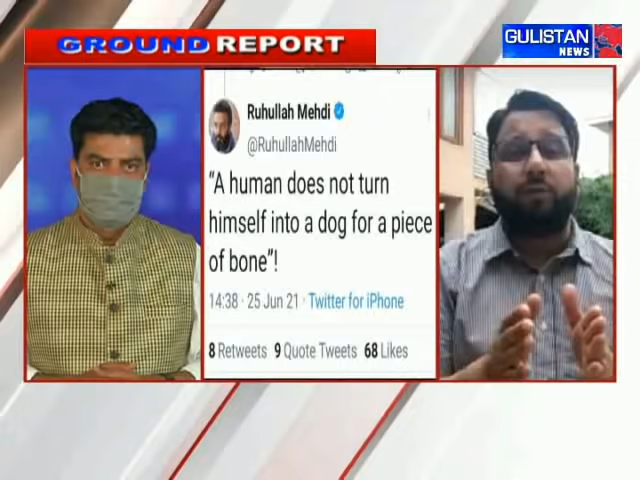 GROUND REPORT
GULISTAN
NEWS
Ruhullah Mehdi
@RuhullahMehdi
“A human does not turn
himself into a dog for a piece
of bone”!
14:38 · 25 Jun 21 · Twitter for iPhone
8 Retweets 9 Quote Tweets 68 Likes